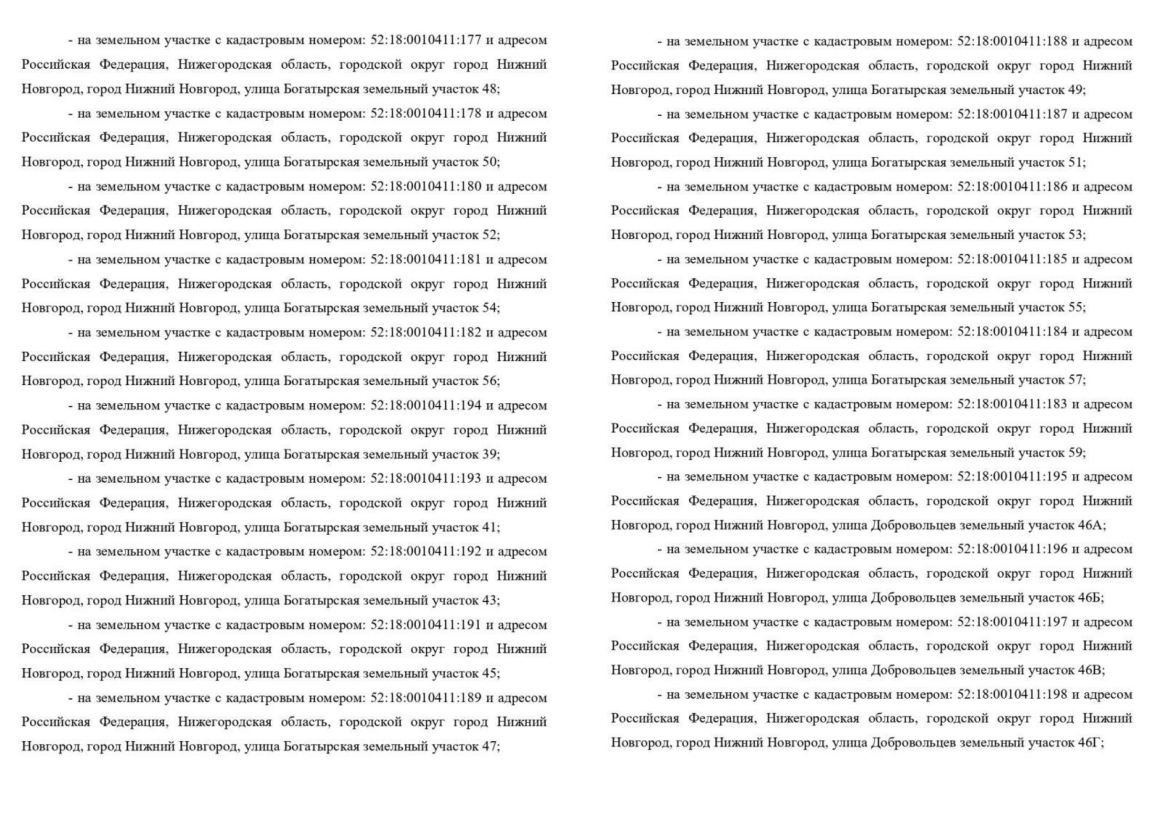 - на земельном участке с кадастровым номером: 52:18:0010411:177 и адресом
Российская Федерация, Нижегородская область, городской округ город Нижний
Новгород, город Нижний Новгород, улица Богатырская земельный участок 48;
- на земельном участке с кадастровым номером: 52:18:0010411:178 и адресом
Российская Федерация, Нижегородская область, городской округ город Нижний
Новгород, город Нижний Новгород, улица Богатырская земельный участок 50;
- на земельном участке с кадастровым номером: 52:18:0010411:180 и адресом
Российская Федерация, Нижегородская область, городской округ город Нижний
Новгород, город Нижний Новгород, улица Богатырская земельный участок 52;
- на земельном участке с кадастровым номером: 52:18:0010411:181 и адресом
Российская Федерация, Нижегородская область, городской округ город Нижний
Новгород, город Нижний Новгород, улица Богатырская земельный участок 54;
- на земельном участке с кадастровым номером: 52:18:0010411:182 и адресом
Российская Федерация, Нижегородская область, городской округ город Нижний
Новгород, город Нижний Новгород, улица Богатырская земельный участок 56;
- на земельном участке с кадастровым номером: 52:18:0010411:194 и адресом
Российская Федерация, Нижегородская область, городской округ город Нижний
Новгород, город Нижний Новгород, улица Богатырская земельный участок 39;
- на земельном участке с кадастровым номером: 52:18:0010411:193 и адресом
Российская Федерация, Нижегородская область, городской округ город Нижний
Новгород, город Нижний Новгород, улица Богатырская земельный участок 41;
- на земельном участке с кадастровым номером: 52:18:0010411:192 и адресом
Российская Федерация, Нижегородская область, городской округ город Нижний
Новгород, город Нижний Новгород, улица Богатырская земельный участок 43;
- на земельном участке с кадастровым номером: 52:18:0010411:191 и адресом
Российская Федерация, Нижегородская область, городской округ город Нижний
Новгород, город Нижний Новгород, улица Богатырская земельный участок 45;
- на земельном участке с кадастровым номером: 52:18:0010411:189 и адресом
Российская Федерация, Нижегородская область, городской округ город Нижний
Новгород, город Нижний Новгород, улица Богатырская земельный участок 47;
- на земельном участке с кадастровым номером: 52:18:0010411:188 и адресом
Российская Федерация, Нижегородская область, городской округ город Нижний
Новгород, город Нижний Новгород, улица Богатырская земельный участок 49;
- на земельном участке с кадастровым номером: 52:18:0010411:187 и адресом
Российская Федерация, Нижегородская область, городской округ город Нижний
Новгород, город Нижний Новгород, улица Богатырская земельный участок 51;
- на земельном участке с кадастровым номером: 52:18:0010411:186 и адресом
Российская Федерация, Нижегородская область, городской округ город Нижний
Новгород, город Нижний Новгород, улица Богатырская земельный участок 53;
- на земельном участке с кадастровым номером: 52:18:0010411:185 и адресом
Российская Федерация, Нижегородская область, городской округ город Нижний
Новгород, город Нижний Новгород, улица Богатырская земельный участок 55;
- на земельном участке с кадастровым номером: 52:18:0010411:184 и адресом
Российская Федерация, Нижегородская область, городской округ город Нижний
Новгород, город Нижний Новгород, улица Богатырская земельный участок 57;
- на земельном участке с кадастровым номером: 52:18:0010411:183 и адресом
Российская Федерация, Нижегородская область, городской округ город Нижний
Новгород, город Нижний Новгород, улица Богатырская земельный участок 59;
- на земельном участке с кадастровым номером: 52:18:0010411:195 и адресом
Российская Федерация, Нижегородская область, городской округ город Нижний
Новгород, город Нижний Новгород, улица Добровольцев земельный участок 46А;
- на земельном участке с кадастровым номером: 52:18:0010411:196 и адресом
Российская Федерация, Нижегородская область, городской округ город Нижний
Новгород, город Нижний Новгород, улица Добровольцев земельный участок 46Б;
- на земельном участке с кадастровым номером: 52:18:0010411:197 и адресом
Российская Федерация, Нижегородская область, городской округ город Нижний
Новгород, город Нижний Новгород, улица Добровольцев земельный участок 46В;
- на земельном участке с кадастровым номером: 52:18:0010411:198 и адресом
Российская Федерация, Нижегородская область, городской округ город Нижний
Новгород, город Нижний Новгород, улица Добровольцев земельный участок 46Г;